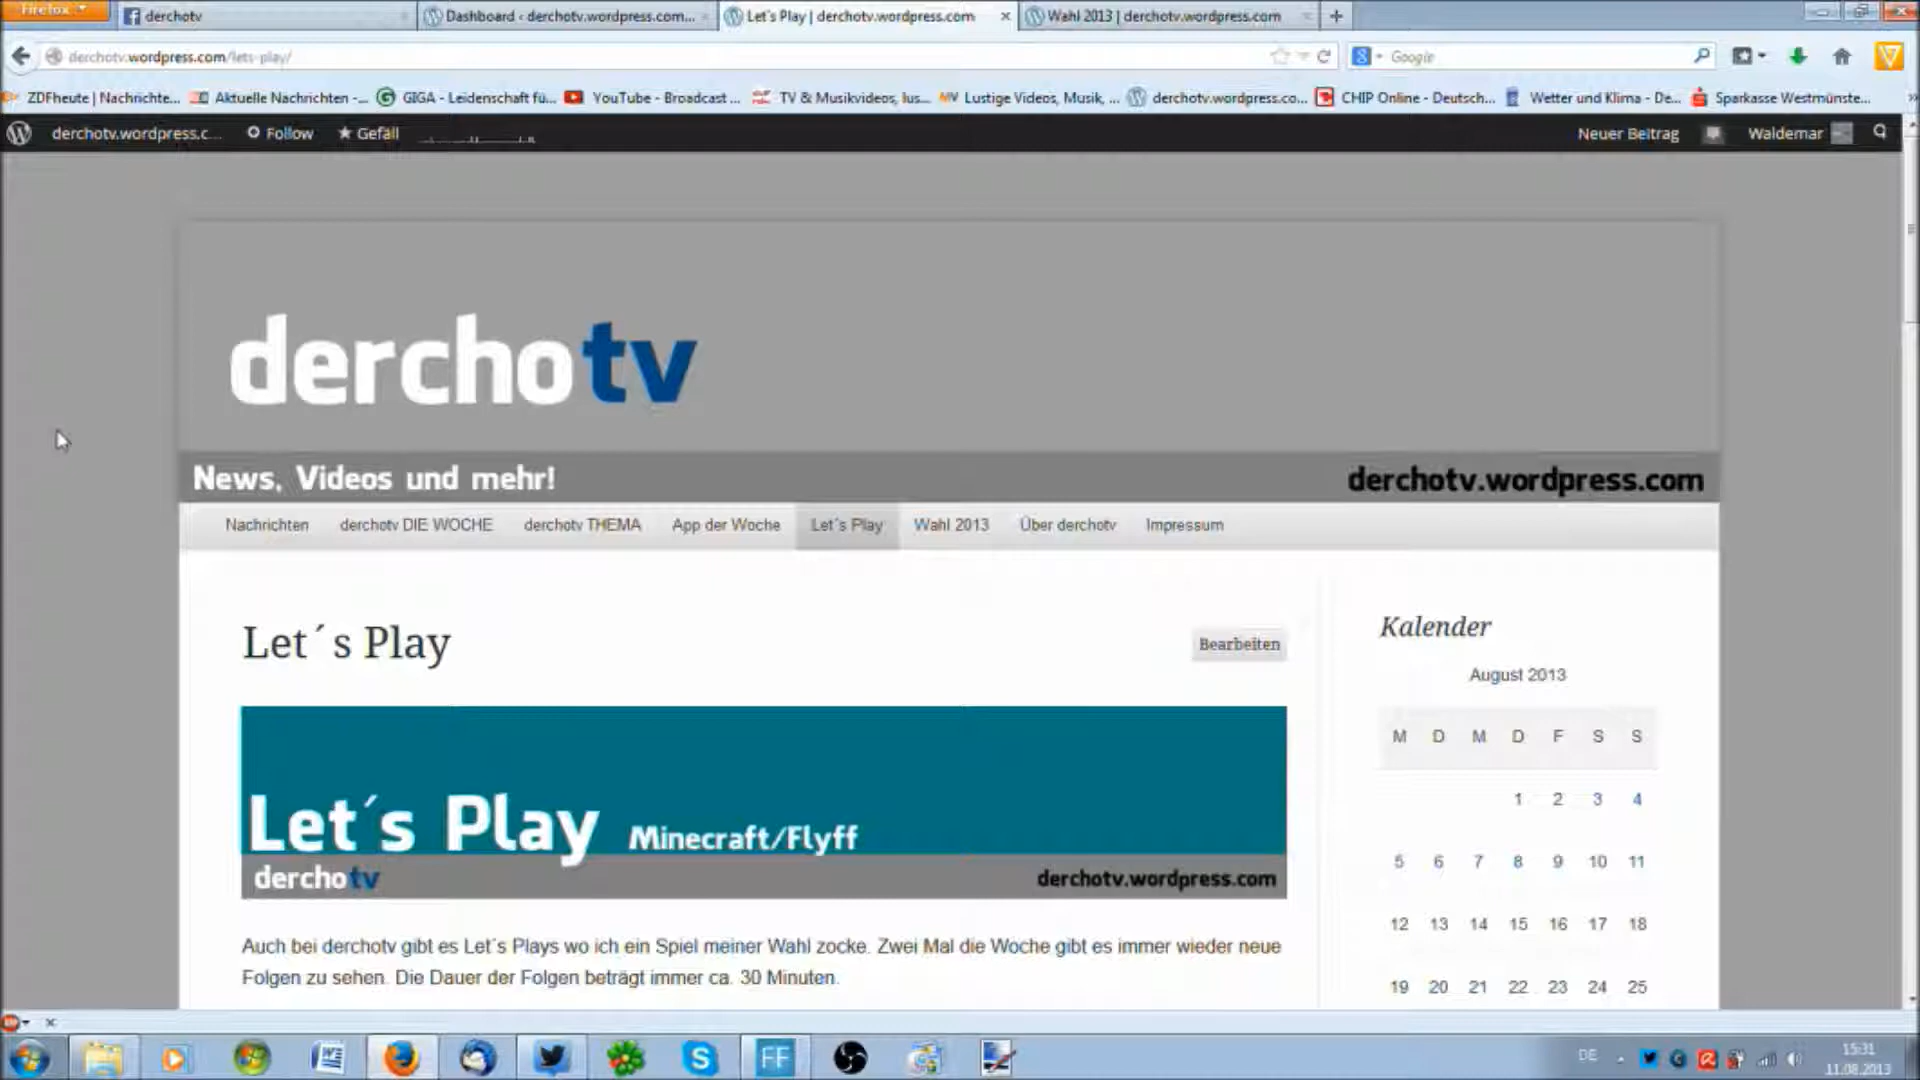 Firefox
derchotv
Dashboard ‹ derchotv.wordpress.com...
Let´s Play | derchotv.wordpress.com
Wahl 2013 | derchotv.wordpress.com
derchotv.wordpress.com/lets-play/
Google
ZDFheute | Nachrichte...
Aktuelle Nachrichten -...
GIGA - Leidenschaft fü...
YouTube - Broadcast ...
TV & Musikvideos, lus...
Lustige Videos, Musik, ...
derchotv.wordpress.co...
CHIP Online - Deutsch...
Wetter und Klima - De...
Sparkasse Westmünste...
derchotv.wordpress.c...
Follow
Gefäll
Neuer Beitrag
Waldemar
derchotv
News, Videos und mehr!
derchotv.wordpress.com
Nachrichten
derchotv DIE WOCHE
derchotv THEMA
App der Woche
Let´s Play
Wahl 2013
Über derchotv
Impressum
Let´s Play
Bearbeiten
Let´s Play Minecraft/Flyff
derchotv
derchotv.wordpress.com
Auch bei derchotv gibt es Let´s Plays wo ich ein Spiel meiner Wahl zocke. Zwei Mal die Woche gibt es immer wieder neue
Folgen zu sehen. Die Dauer der Folgen beträgt immer ca. 30 Minuten.
Kalender
August 2013
M D M D F S S
1 2 3 4
5 6 7 8 9 10 11
12 13 14 15 16 17 18
19 20 21 22 23 24 25
FF
DE
15:31
11.08.2013